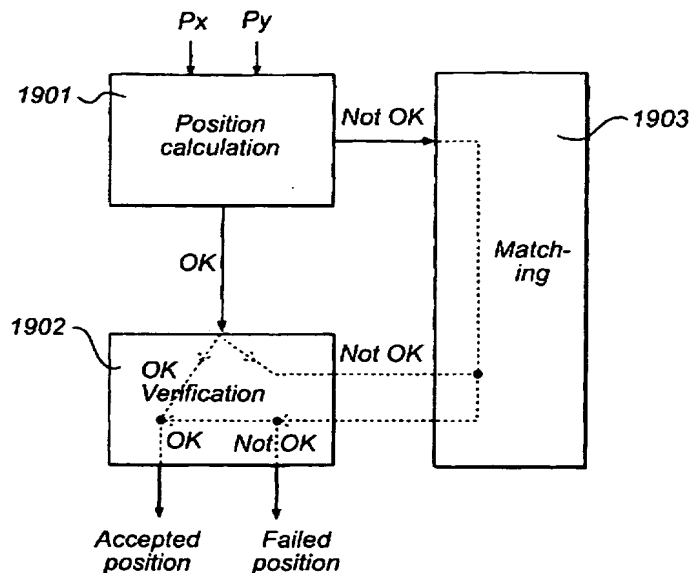 Px Py
1901
Position
calculation
Not OK
1903
OK
Match-
ing
1902
OK
Not OK
Verification
OK
Not OK
Accepted
position
Failed
position